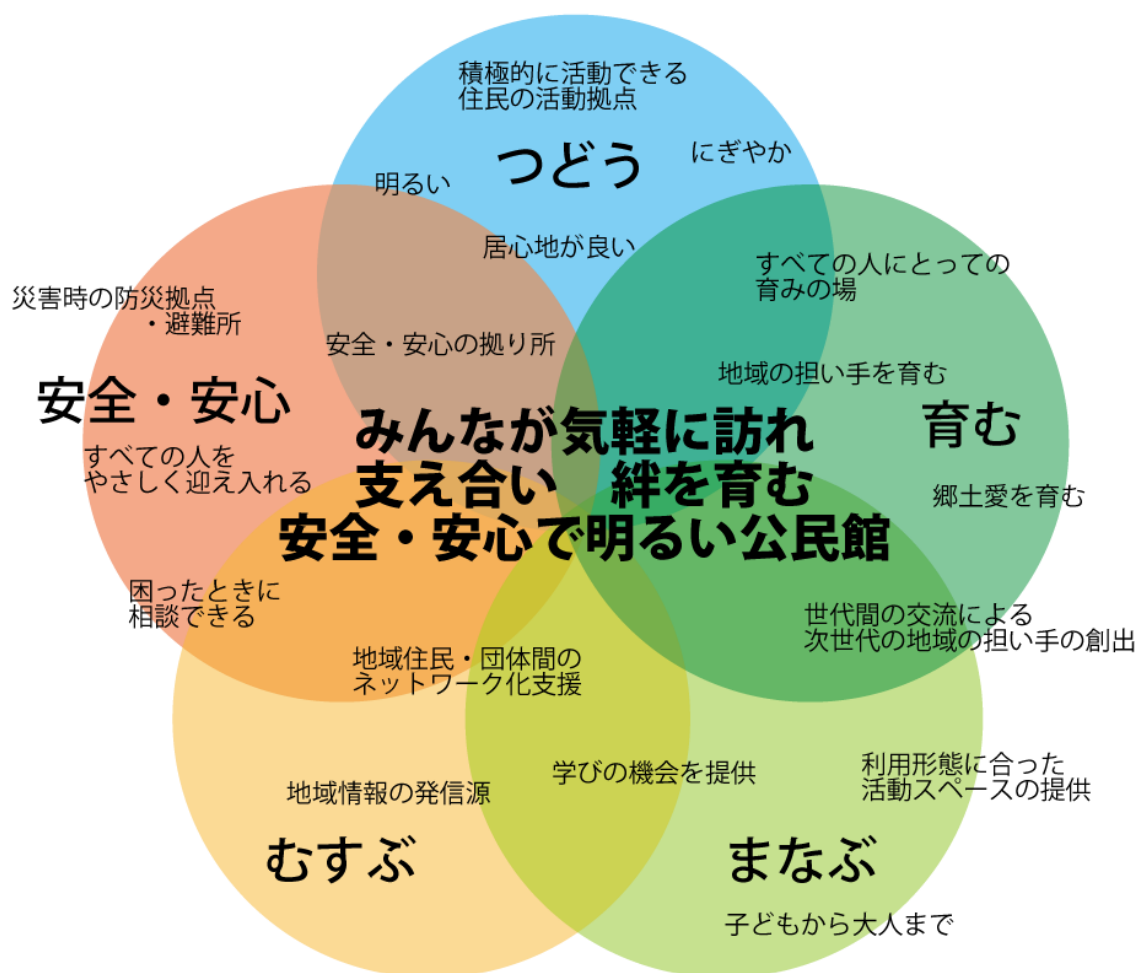 積極的に活動できる
住民の活動拠点
つどう
にぎやか
明るい
居心地が良い
すべての人にとっての
育みの場
災害時の防災拠点
・避難所
安全・安心の拠り所
地域の担い手を育む
安全・安心
育む
みんなが気軽に訪れ
支え合い　絆を育む
安全・安心で明るい公民館
すべての人を
やさしく迎え入れる
郷土愛を育む
困ったときに
相談できる
世代間の交流による
次世代の地域の担い手の創出
地域住民・団体間の
ネットワーク化支援
学びの機会を提供
利用形態に合った
活動スペースの提供
地域情報の発信源
むすぶ
まなぶ
子どもから大人まで